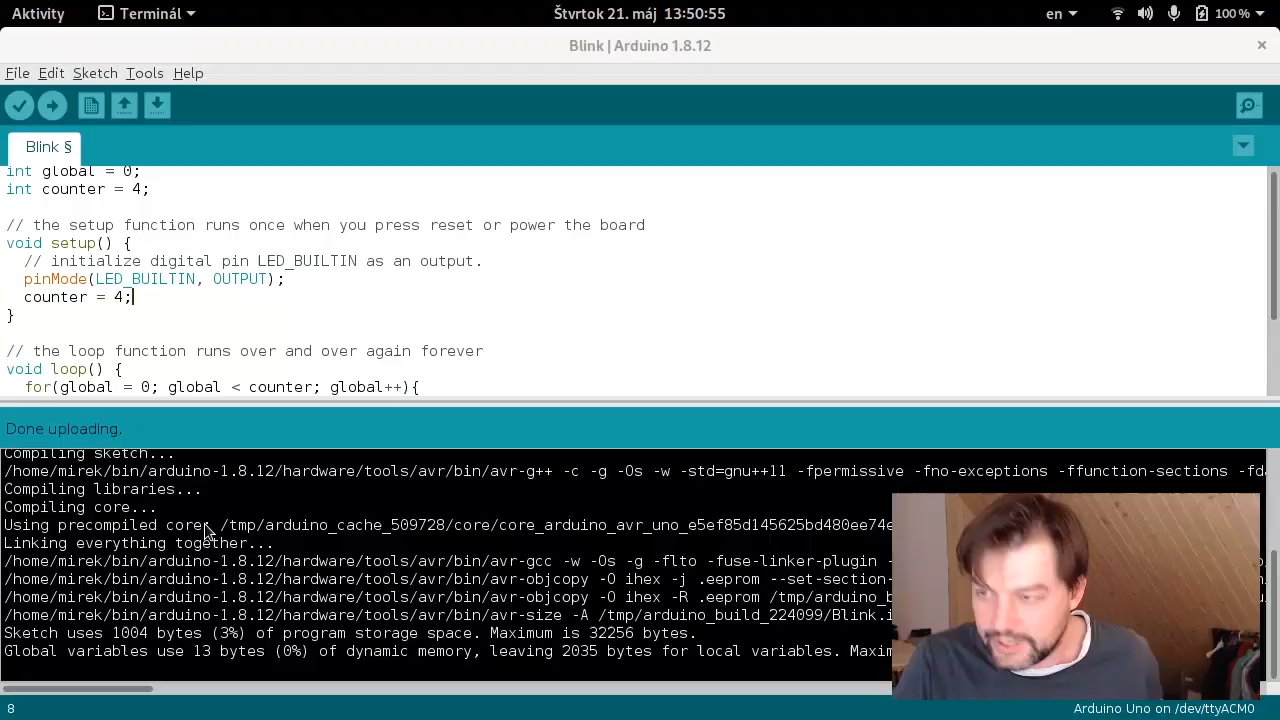 Aktivity
Terminál
Štvrtok 21. máj 13:50:55
en
100 %
Blink | Arduino 1.8.12
File Edit Sketch Tools Help
Blink §
int global = 0;
int counter = 4;
// the setup function runs once when you press reset or power the board
void setup() {
// initialize digital pin LED_BUILTIN as an output.
pinMode(LED_BUILTIN, OUTPUT);
counter = 4;
}
// the loop function runs over and over again forever
void loop() {
for(global = 0; global < counter; global++){
Done uploading.
Compiling sketch...
/home/mirek/bin/arduino-1.8.12/hardware/tools/avr/bin/avr-g++ -c -g -Os -w -std=gnu++11 -fpermissive -fno-exceptions -ffunction-sections -fda
Compiling libraries...
Compiling core...
Using precompiled core: /tmp/arduino_cache_509728/core/core_arduino_avr_uno_e5ef85d145625bd480ee74e
Linking everything together...
/home/mirek/bin/arduino-1.8.12/hardware/tools/avr/bin/avr-gcc -w -Os -g -flto -fuse-linker-plugin -
/home/mirek/bin/arduino-1.8.12/hardware/tools/avr/bin/avr-objcopy -O ihex -j .eeprom --set-section-
/home/mirek/bin/arduino-1.8.12/hardware/tools/avr/bin/avr-objcopy -O ihex -R .eeprom /tmp/arduino_b
/home/mirek/bin/arduino-1.8.12/hardware/tools/avr/bin/avr-size -A /tmp/arduino_build_224099/Blink.i
Sketch uses 1004 bytes (3%) of program storage space. Maximum is 32256 bytes.
Global variables use 13 bytes (0%) of dynamic memory, leaving 2035 bytes for local variables. Maxim
8
Arduino Uno on /dev/ttyACM0